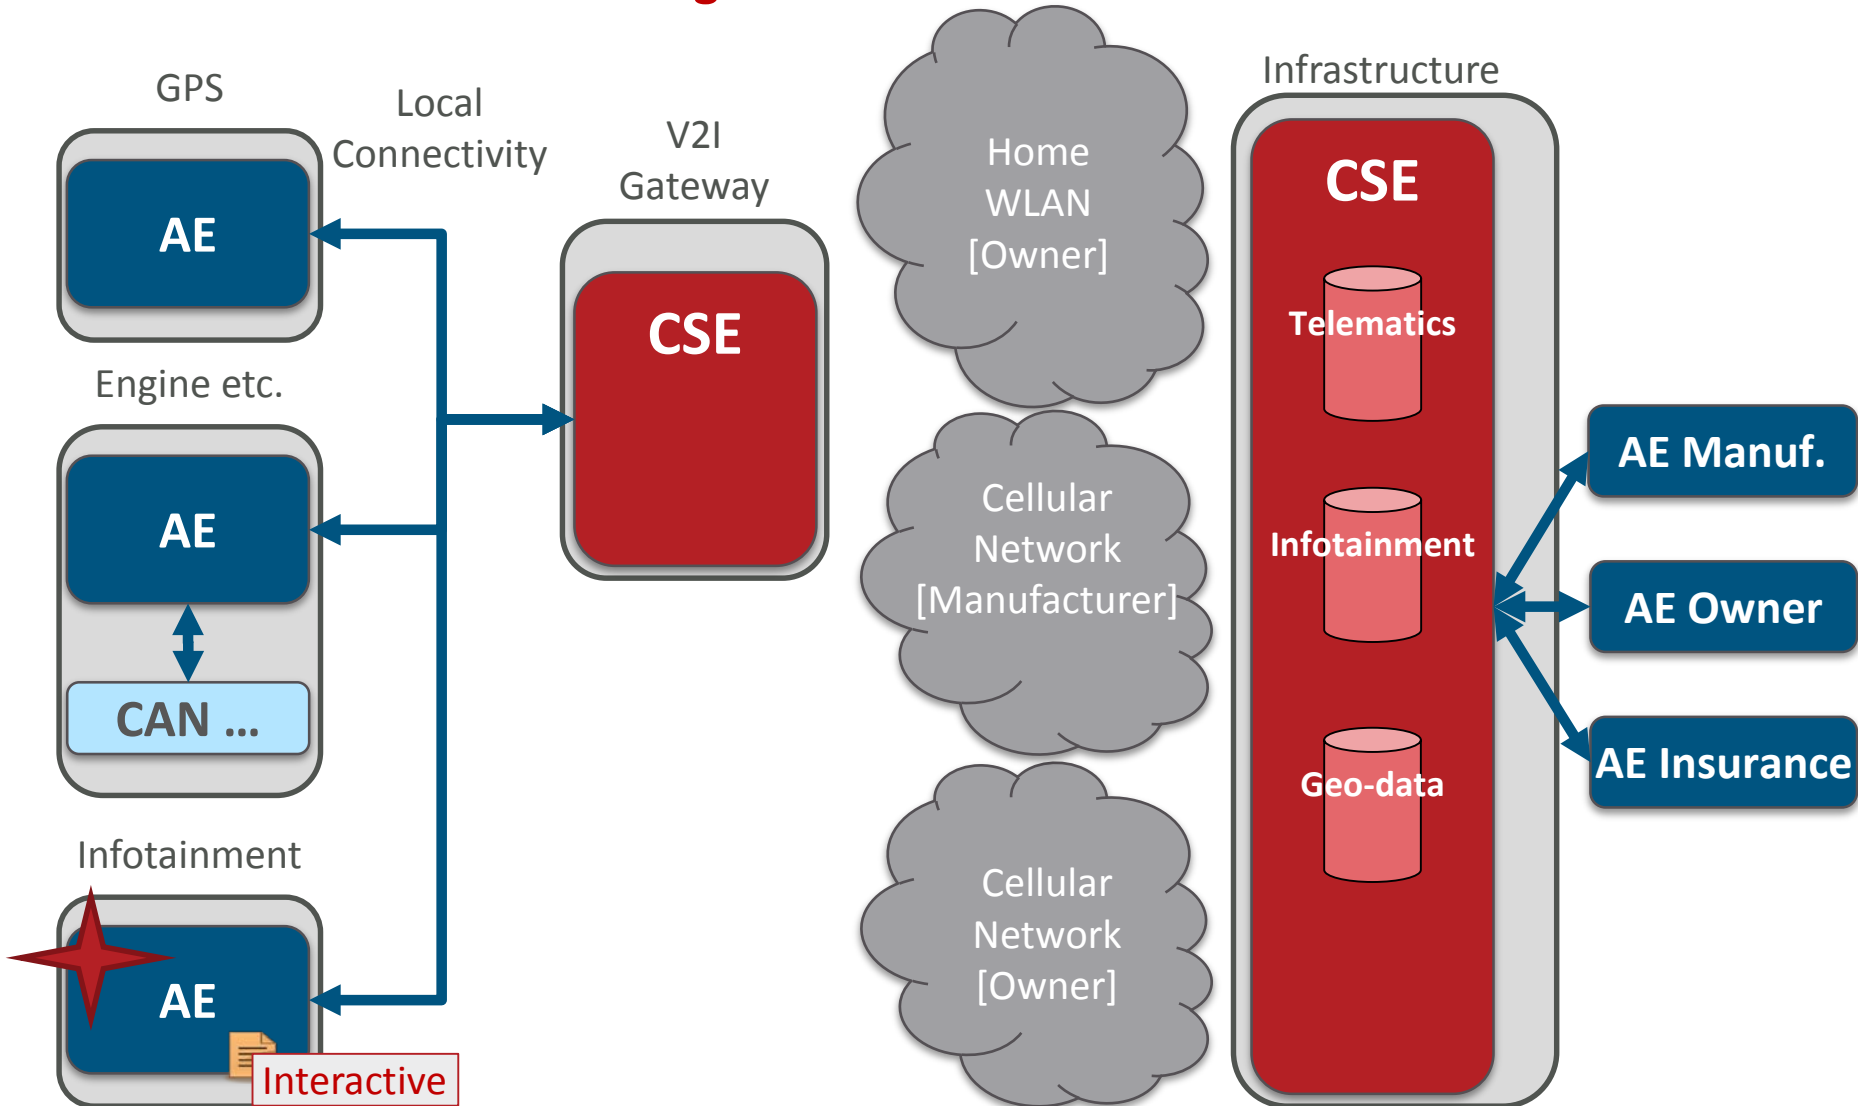 GPS
AE
Local
Connectivity
V2I
Gateway
CSE
Engine etc.
AE
CAN ...
Infotainment
AE
Interactive
Home
WLAN
[Owner]
Cellular
Network
[Manufacturer]
Cellular
Network
[Owner]
Infrastructure
CSE
Telematics
Infotainment
Geo-data
AE Manuf.
AE Owner
AE Insurance